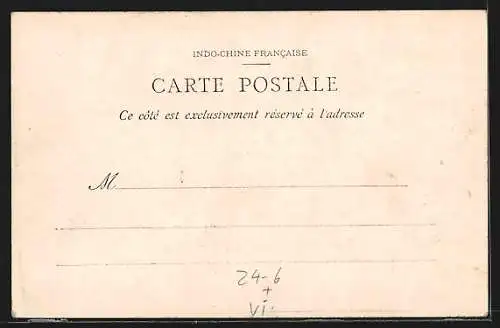 INDO-CHINE FRANÇAISE
CARTE POSTALE
Ce côté est exclusivement réservé à l'adresse
M
24-6
+
VI.